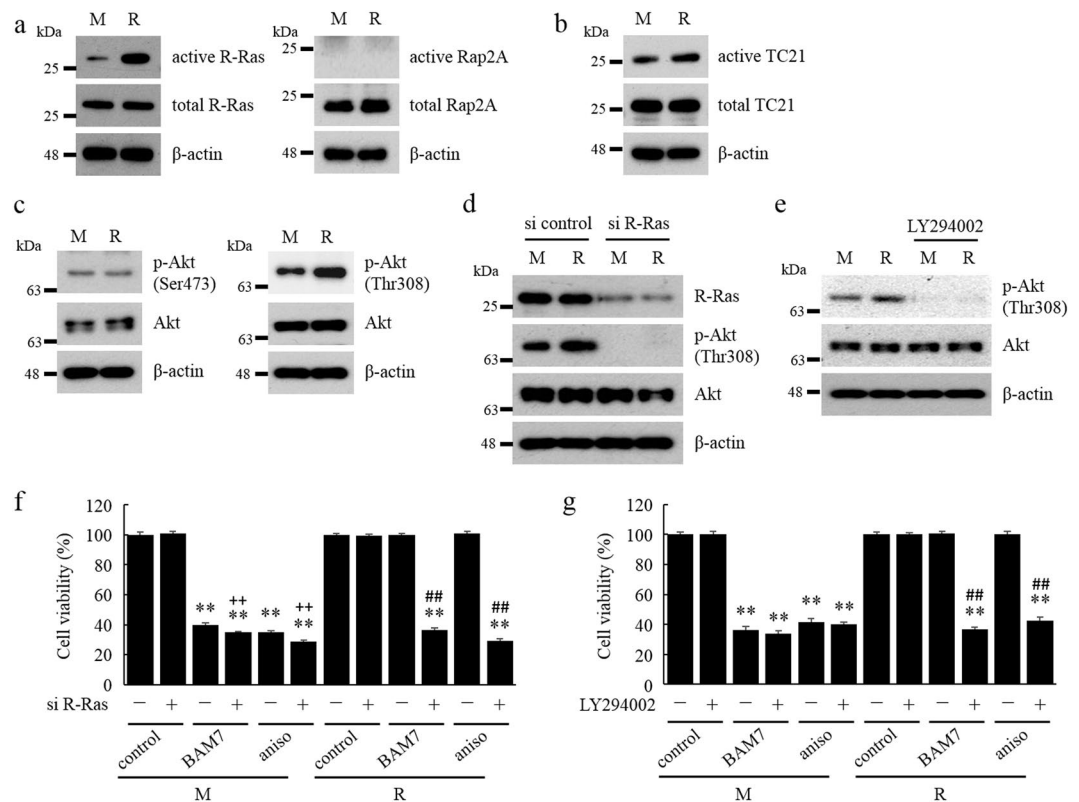 a
kDa
M R
25
active R-Ras
25
total R-Ras
48
β-actin
M R
kDa
25
active Rap2A
25
total Rap2A
48
β-actin
b
kDa
M R
25
active TC21
25
total TC21
48
β-actin
c
kDa
M R
63
p-Akt
(Ser473)
63
Akt
48
β-actin
kDa
M R
63
p-Akt
(Thr308)
63
Akt
48
β-actin
d
si control si R-Ras
M R M R
kDa
25
R-Ras
63
p-Akt
(Thr308)
63
Akt
48
β-actin
e
LY294002
M R M R
kDa
63
p-Akt
(Thr308)
63
Akt
48
β-actin
f
Cell viability (%)
120
100
80
60
40
20
0
** ++ ** ** ++ ** ## ** ## **
si R-Ras − + − + − + − + − + − +
control BAM7 aniso control BAM7 aniso
M R
g
Cell viability (%)
120
100
80
60
40
20
0
** ** ** ** ## ** ## **
LY294002 − + − + − + − + − + − +
control BAM7 aniso control BAM7 aniso
M R